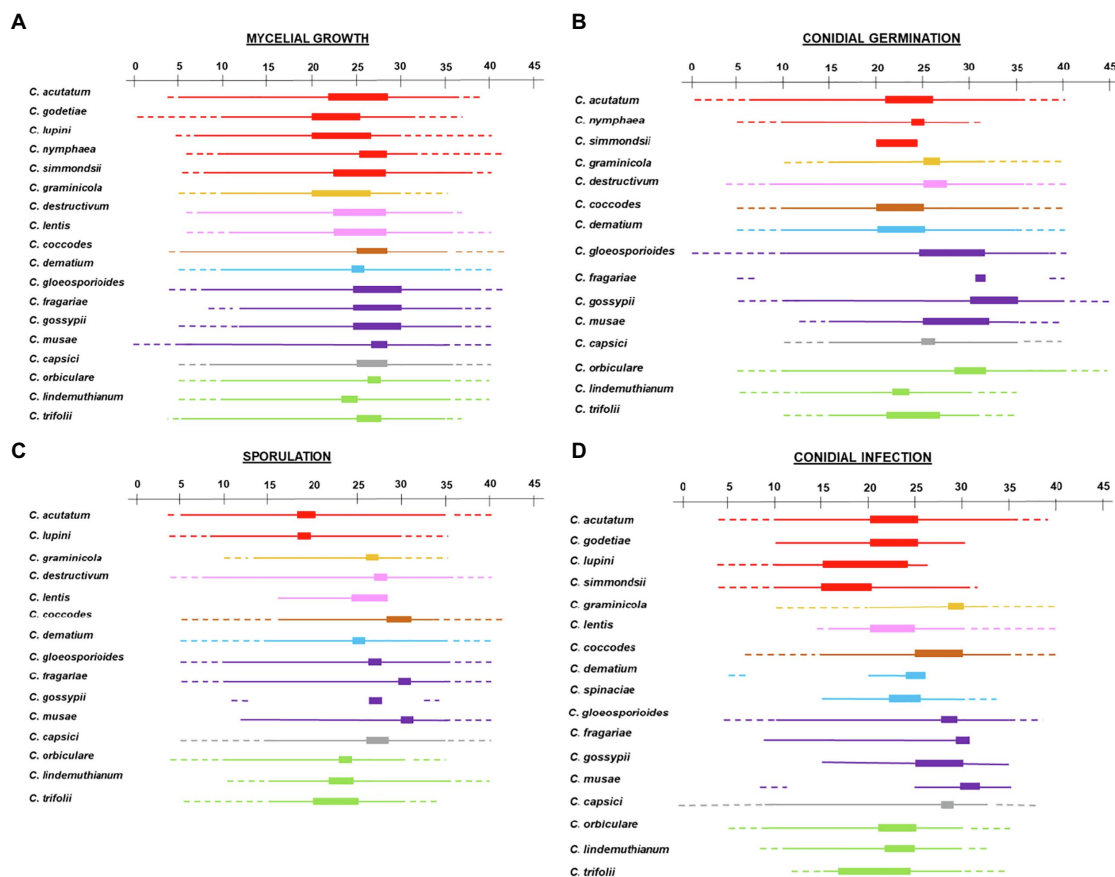 A
MYCELIAL GROWTH
0 5 10 15 20 25 30 35 40 45
C. acutatum
C. godetiae
C. lupini
C. nymphaea
C. simmondsii
C. graminicola
C. destructivum
C. lentis
C. coccodes
C. dematium
C. gloeosporioides
C. fragariae
C. gossypii
C. musae
C. capsici
C. orbiculare
C. lindemuthianum
C. trifolii
B
CONIDIAL GERMINATION
0 5 10 15 20 25 30 35 40 45
C. acutatum
C. nymphaea
C. simmondsii
C. graminicola
C. destructivum
C. coccodes
C. dematium
C. gloeosporioides
C. fragariae
C. gossypii
C. musae
C. capsici
C. orbiculare
C. lindemuthianum
C. trifolii
C
SPORULATION
0 5 10 15 20 25 30 35 40 45
C. acutatum
C. lupini
C. graminicola
C. destructivum
C. lentis
C. coccodes
C. dematium
C. gloeosporioides
C. fragariae
C. gossypii
C. musae
C. capsici
C. orbiculare
C. lindemuthianum
C. trifolii
D
CONIDIAL INFECTION
0 5 10 15 20 25 30 35 40 45
C. acutatum
C. godetiae
C. lupini
C. simmondsii
C. graminicola
C. lentis
C. coccodes
C. dematium
C. spinaciae
C. gloeosporioides
C. fragariae
C. gossypii
C. musae
C. capsici
C. orbiculare
C. lindemuthianum
C. trifolii